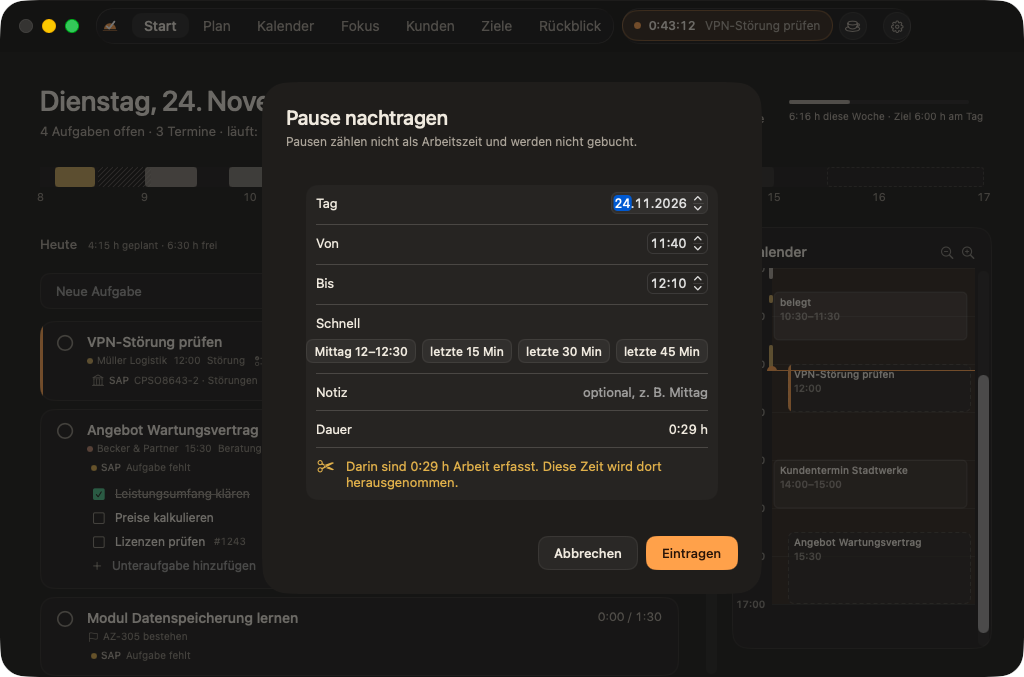 Start Plan Kalender Fokus Kunden Ziele Rückblick 0:43:12 VPN-Störung prüfen
Dienstag, 24. Nove
4 Aufgaben offen · 3 Termine · läuft:
6:16 h diese Woche · Ziel 6:00 h am Tag
8 9 10 15 16 17
Pause nachtragen
Pausen zählen nicht als Arbeitszeit und werden nicht gebucht.
Tag 24.11.2026
Von 11:40
Bis 12:10
Schnell
Mittag 12–12:30 letzte 15 Min letzte 30 Min letzte 45 Min
Notiz optional, z. B. Mittag
Dauer 0:29 h
Darin sind 0:29 h Arbeit erfasst. Diese Zeit wird dort
herausgenommen.
Abbrechen Eintragen
Heute 4:15 h geplant · 6:30 h frei
Neue Aufgabe
VPN-Störung prüfen
Müller Logistik 12:00 Störung
SAP CPSO8643-2 · Störungen
Angebot Wartungsvertrag
Becker & Partner 15:30 Beratung
SAP Aufgabe fehlt
Leistungsumfang klären
Preise kalkulieren
Lizenzen prüfen #1243
+ Unteraufgabe hinzufügen
Modul Datenspeicherung lernen 0:00 / 1:30
AZ-305 bestehen
SAP Aufgabe fehlt
alender
belegt
10:30–11:30
VPN-Störung prüfen
12:00
Kundentermin Stadtwerke
14:00–15:00
Angebot Wartungsvertrag
15:30
17:00